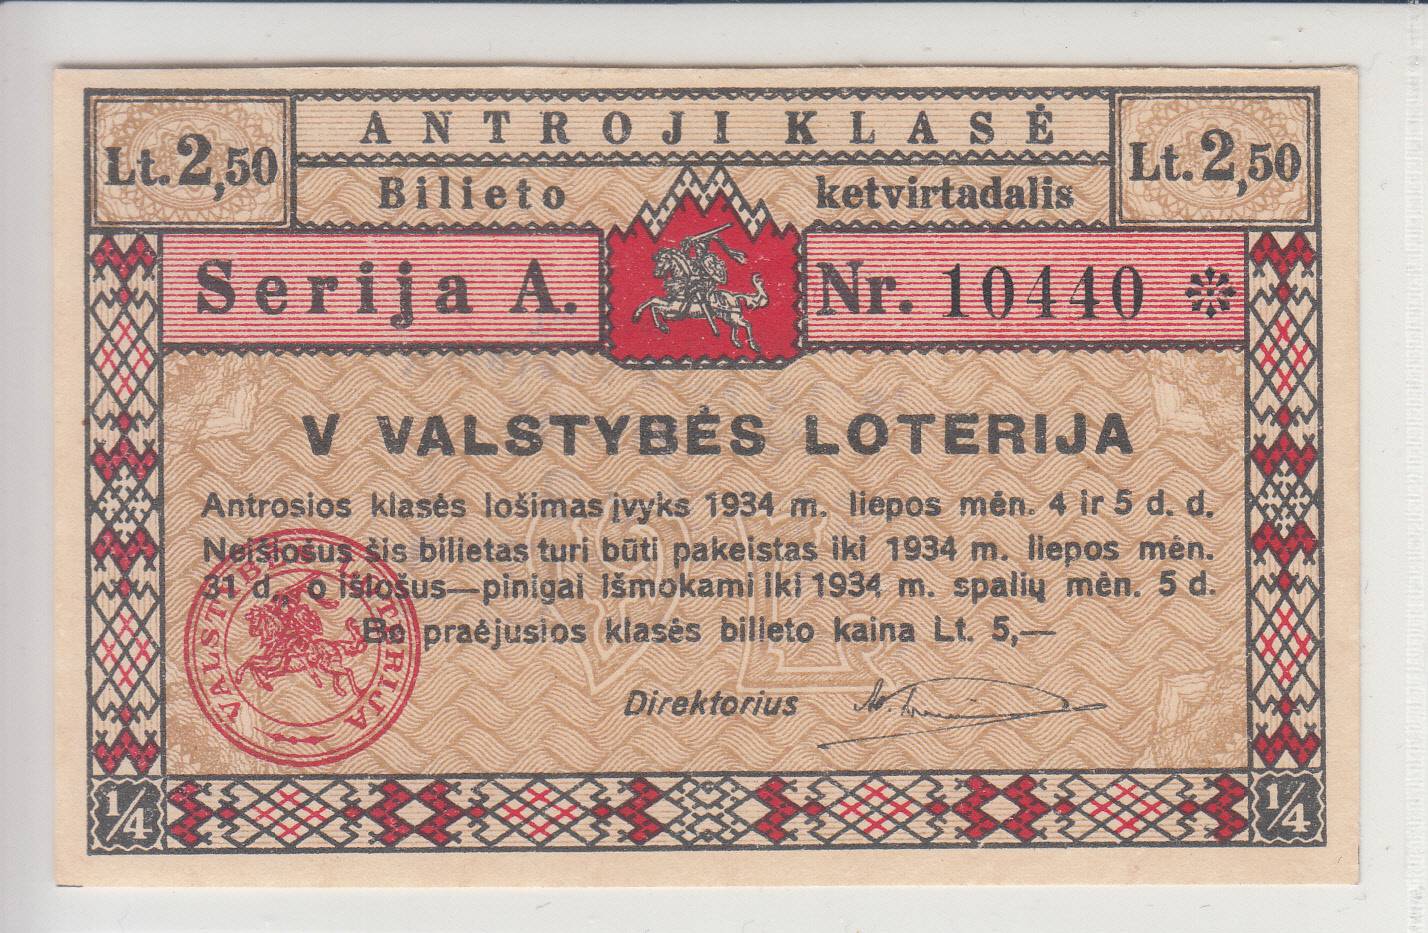 ANTROJI KLASĖ
Lt. 2,50
Lt. 2,50
Bilieto ketvirtadalis
Serija A. Nr. 10440
V VALSTYBĖS LOTERIJA
Antrosios klasės lošimas įvyks 1934 m. liepos mėn. 4 ir 5 d. d.
Neišlošus šis bilietas turi būti pakeistas iki 1934 m. liepos mėn.
31 d., o išlošus—pinigai išmokami iki 1934 m. spalių mėn. 5 d.
Be praėjusios klasės bilieto kaina Lt. 5,—
VALSTYBĖS LOTERIJA
Direktorius
1/4
1/4